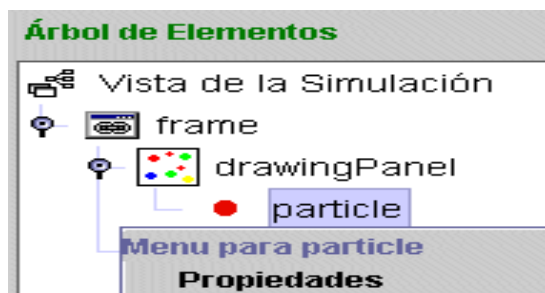 Árbol de Elementos
Vista de la Simulación
frame
drawingPanel
particle
Menu para particle
Propiedades